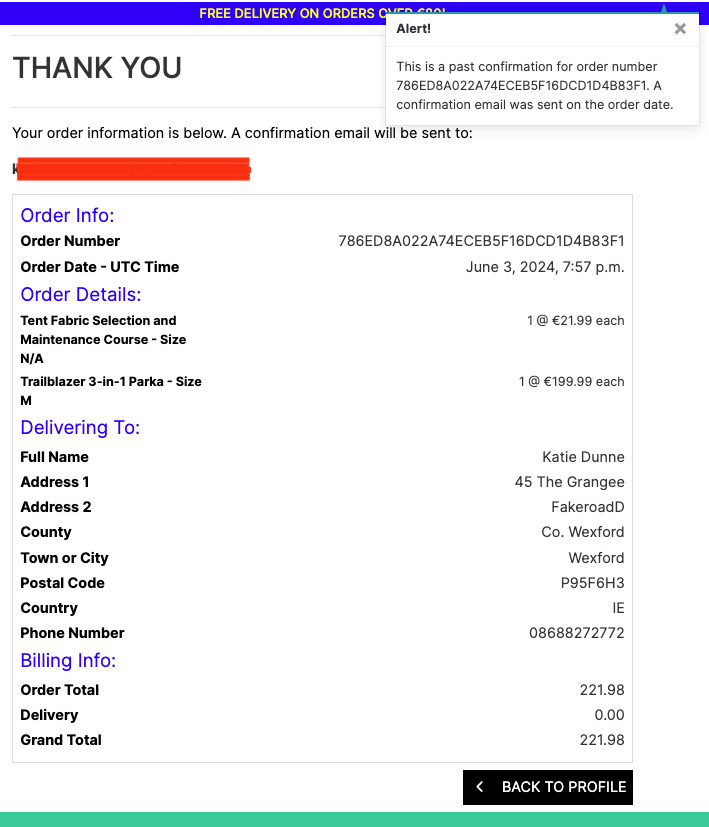 FREE DELIVERY ON ORDERS OVER €80!
Alert!
This is a past confirmation for order number
786ED8A022A74ECEB5F16DCD1D4B83F1. A
confirmation email was sent on the order date.
THANK YOU
Your order information is below. A confirmation email will be sent to:
Order Info:
Order Number 786ED8A022A74ECEB5F16DCD1D4B83F1
Order Date - UTC Time June 3, 2024, 7:57 p.m.
Order Details:
Tent Fabric Selection and 1 @ €21.99 each
Maintenance Course - Size
N/A
Trailblazer 3-in-1 Parka - Size 1 @ €199.99 each
M
Delivering To:
Full Name Katie Dunne
Address 1 45 The Grangee
Address 2 FakeroadD
County Co. Wexford
Town or City Wexford
Postal Code P95F6H3
Country IE
Phone Number 08688272772
Billing Info:
Order Total 221.98
Delivery 0.00
Grand Total 221.98
BACK TO PROFILE